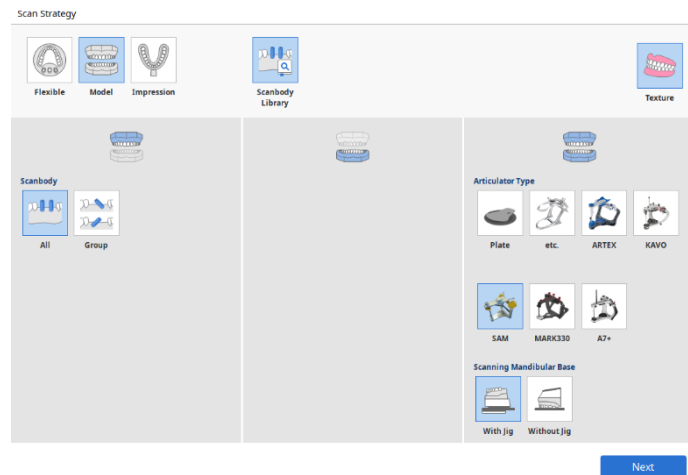 Scan Strategy
Flexible
Model
Impression
Scanbody
Library
Texture
Scanbody
All
Group
Articulator Type
Plate
etc.
ARTEX
KAVO
SAM
MARK330
A7+
Scanning Mandibular Base
With Jig
Without Jig
Next